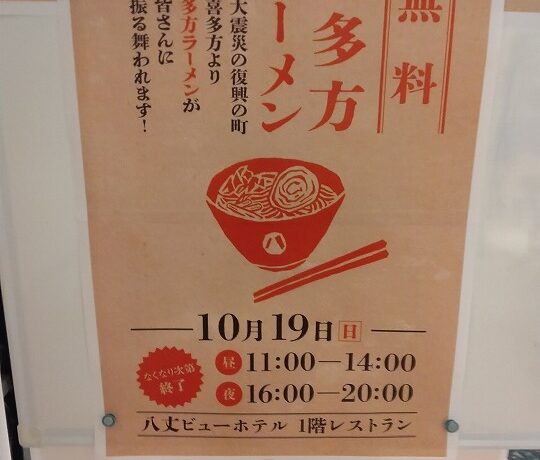 無料
多方
ーメン
大震災の復興の町
喜多方より
多方ラーメンが
皆さんに
振る舞われます!
八
10月19日 日
なくなり次第
終了
昼 11:00―14:00
夜 16:00―20:00
八丈ビューホテル 1階レストラン